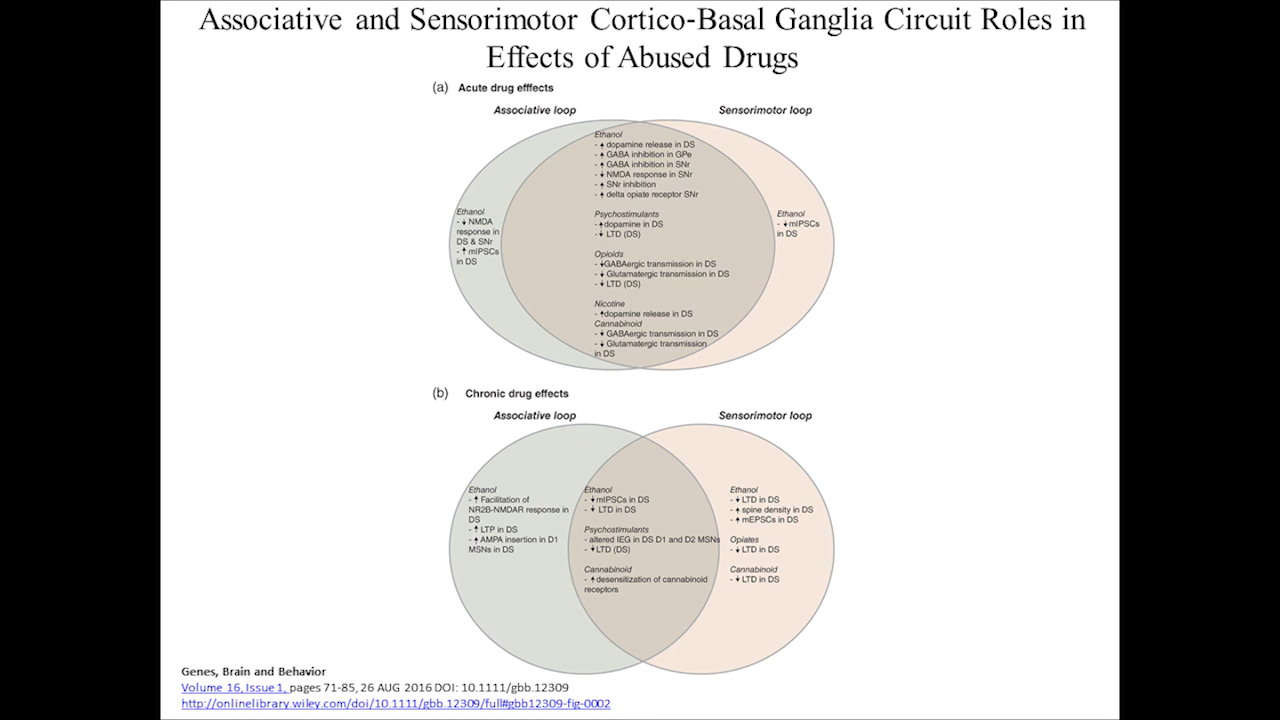 Associative and Sensorimotor Cortico-Basal Ganglia Circuit Roles in
Effects of Abused Drugs
(a) Acute drug efffects
Associative loop
Sensorimotor loop
Ethanol
- ↓ NMDA
response in
DS & SNr
- ↑ mIPSCs
in DS
Ethanol
- ↑ dopamine release in DS
- ↑ GABA inhibition in GPe
- ↑ GABA inhibition in SNr
- ↓ NMDA response in SNr
- ↑ SNr inhibition
- ↑ delta opiate receptor SNr
Psychostimulants
- ↑dopamine in DS
- ↓ LTD (DS)
Opioids
- ↓GABAergic transmission in DS
- ↓ Glutamatergic transmission in DS
- ↓ LTD (DS)
Nicotine
- ↑dopamine release in DS
Cannabinoid
- ↓ GABAergic transmission in DS
- ↓ Glutamatergic transmission
in DS
Ethanol
- ↓mIPSCs
in DS
(b) Chronic drug effects
Associative loop
Sensorimotor loop
Ethanol
- ↑ Facilitation of
NR2B-NMDAR response in
DS
- ↑ LTP in DS
- ↑ AMPA insertion in D1
MSNs in DS
Ethanol
- ↓mIPSCs in DS
- ↓ LTD in DS
Psychostimulants
- altered IEG in DS D1 and D2 MSNs
- ↓LTD (DS)
Cannabinoid
- ↑desensitization of cannabinoid
receptors
Ethanol
- ↓LTD in DS
- ↑ spine density in DS
- ↑ mEPSCs in DS
Opiates
- ↓ LTD in DS
Cannabinoid
- ↓ LTD in DS
Genes, Brain and Behavior
Volume 16, Issue 1, pages 71-85, 26 AUG 2016 DOI: 10.1111/gbb.12309
http://onlinelibrary.wiley.com/doi/10.1111/gbb.12309/full#gbb12309-fig-0002